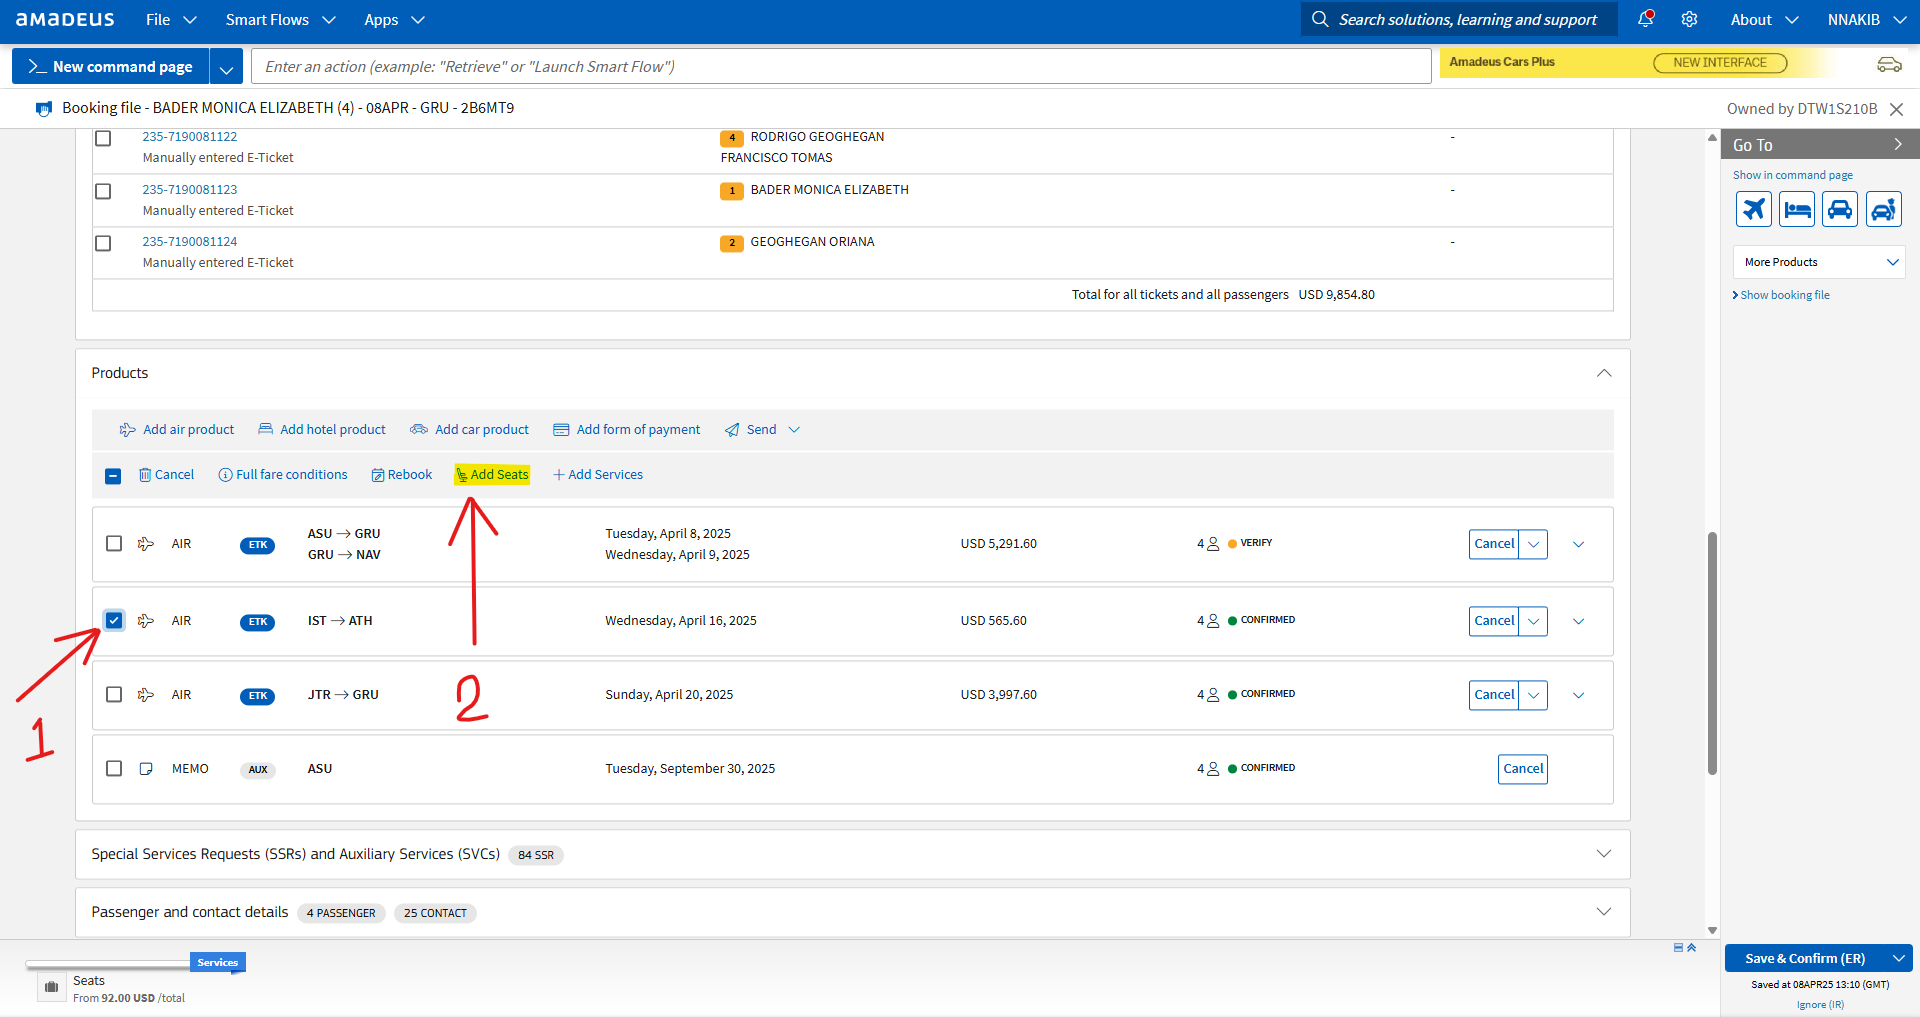 amadeus File Smart Flows Apps Search solutions, learning and support About NNAKIB
New command page Enter an action (example: "Retrieve" or "Launch Smart Flow") Amadeus Cars Plus NEW INTERFACE
Booking file - BADER MONICA ELIZABETH (4) - 08APR - GRU - 2B6MT9 Owned by DTW1S210B
235-7190081122 4 RODRIGO GEOGHEGAN -
Manually entered E-Ticket FRANCISCO TOMAS
235-7190081123 1 BADER MONICA ELIZABETH -
Manually entered E-Ticket
235-7190081124 2 GEOGHEGAN ORIANA -
Manually entered E-Ticket
Total for all tickets and all passengers USD 9,854.80
Go To
Show in command page
More Products
Show booking file
Products
Add air product Add hotel product Add car product Add form of payment Send
Cancel Full fare conditions Rebook Add Seats Add Services
AIR ETK ASU → GRU Tuesday, April 8, 2025 USD 5,291.60 4 VERIFY Cancel
GRU → NAV Wednesday, April 9, 2025
AIR ETK IST → ATH Wednesday, April 16, 2025 USD 565.60 4 CONFIRMED Cancel
AIR ETK JTR → GRU Sunday, April 20, 2025 USD 3,997.60 4 CONFIRMED Cancel
1
2
MEMO AUX ASU Tuesday, September 30, 2025 4 CONFIRMED Cancel
Special Services Requests (SSRs) and Auxiliary Services (SVCs) 84 SSR
Passenger and contact details 4 PASSENGER 25 CONTACT
Services
Seats
From 92.00 USD /total
Save & Confirm (ER)
Saved at 08APR25 13:10 (GMT)
Ignore (IR)